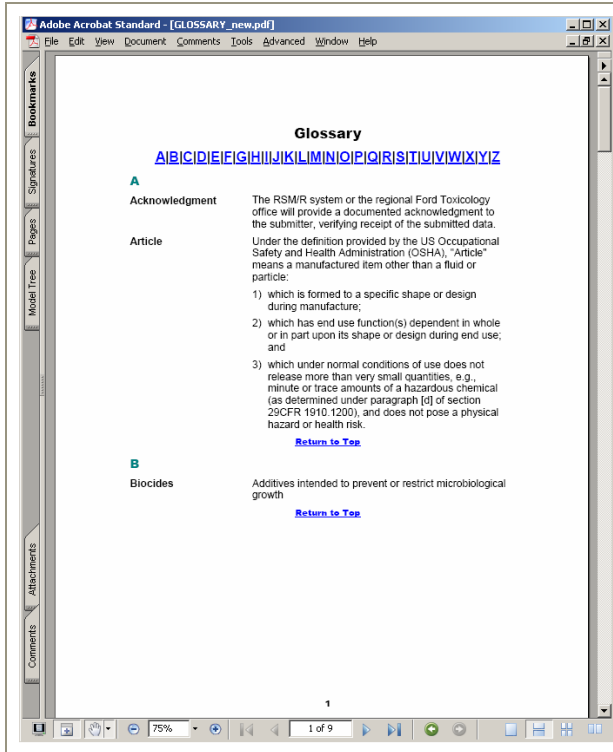 Adobe Acrobat Standard - [GLOSSARY_new.pdf]
File Edit View Document Comments Tools Advanced Window Help
Bookmarks
Signatures
Pages
Model Tree
Attachments
Comments
Glossary
A|B|C|D|E|F|G|H|I|J|K|L|M|N|O|P|Q|R|S|T|U|V|W|X|Y|Z
A
Acknowledgment The RSM/R system or the regional Ford Toxicology
office will provide a documented acknowledgment to
the submitter, verifying receipt of the submitted data.
Article Under the definition provided by the US Occupational
Safety and Health Administration (OSHA), "Article"
means a manufactured item other than a fluid or
particle:
1) which is formed to a specific shape or design
during manufacture;
2) which has end use function(s) dependent in whole
or in part upon its shape or design during end use;
and
3) which under normal conditions of use does not
release more than very small quantities, e.g.,
minute or trace amounts of a hazardous chemical
(as determined under paragraph [d] of section
29CFR 1910.1200), and does not pose a physical
hazard or health risk.
Return to Top
B
Biocides Additives intended to prevent or restrict microbiological
growth
Return to Top
1
75% 1 of 9